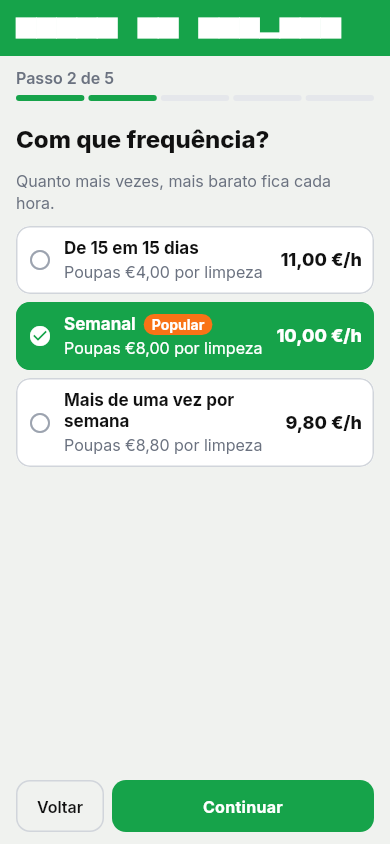 Passo 2 de 5
Com que frequência?
Quanto mais vezes, mais barato fica cada
hora.
De 15 em 15 dias
Poupas €4,00 por limpeza
11,00 €/h
Semanal Popular
Poupas €8,00 por limpeza
10,00 €/h
Mais de uma vez por
semana
Poupas €8,80 por limpeza
9,80 €/h
Voltar
Continuar